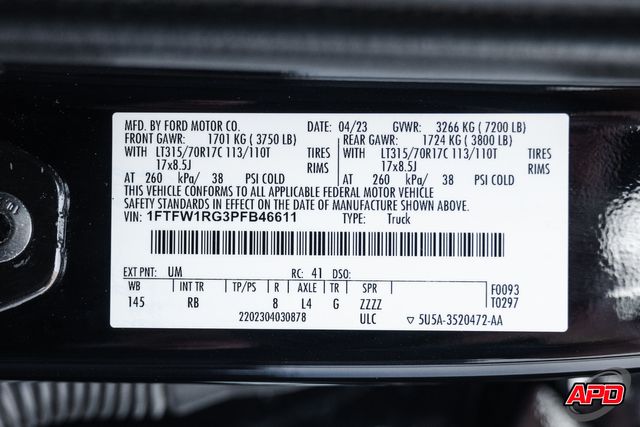 MFD. BY FORD MOTOR CO. DATE: 04/23 GVWR: 3266 KG ( 7200 LB)
FRONT GAWR: 1701 KG ( 3750 LB) REAR GAWR: 1724 KG ( 3800 LB)
WITH LT315/70R17C 113/110T TIRES WITH LT315/70R17C 113/110T TIRES
17x8.5J RIMS 17x8.5J RIMS
AT 260 kPa/ 38 PSI COLD AT 260 kPa/ 38 PSI COLD
THIS VEHICLE CONFORMS TO ALL APPLICABLE FEDERAL MOTOR VEHICLE
SAFETY STANDARDS IN EFFECT ON THE DATE OF MANUFACTURE SHOWN ABOVE.
VIN: 1FTFW1RG3PFB46611 TYPE: Truck
EXT PNT: UM RC: 41 DSO:
WB INT TR TP/PS R AXLE TR SPR F0093
145 RB 8 L4 G ZZZZ T0297
2202304030878 ULC ▽ 5U5A-3520472-AA
APD